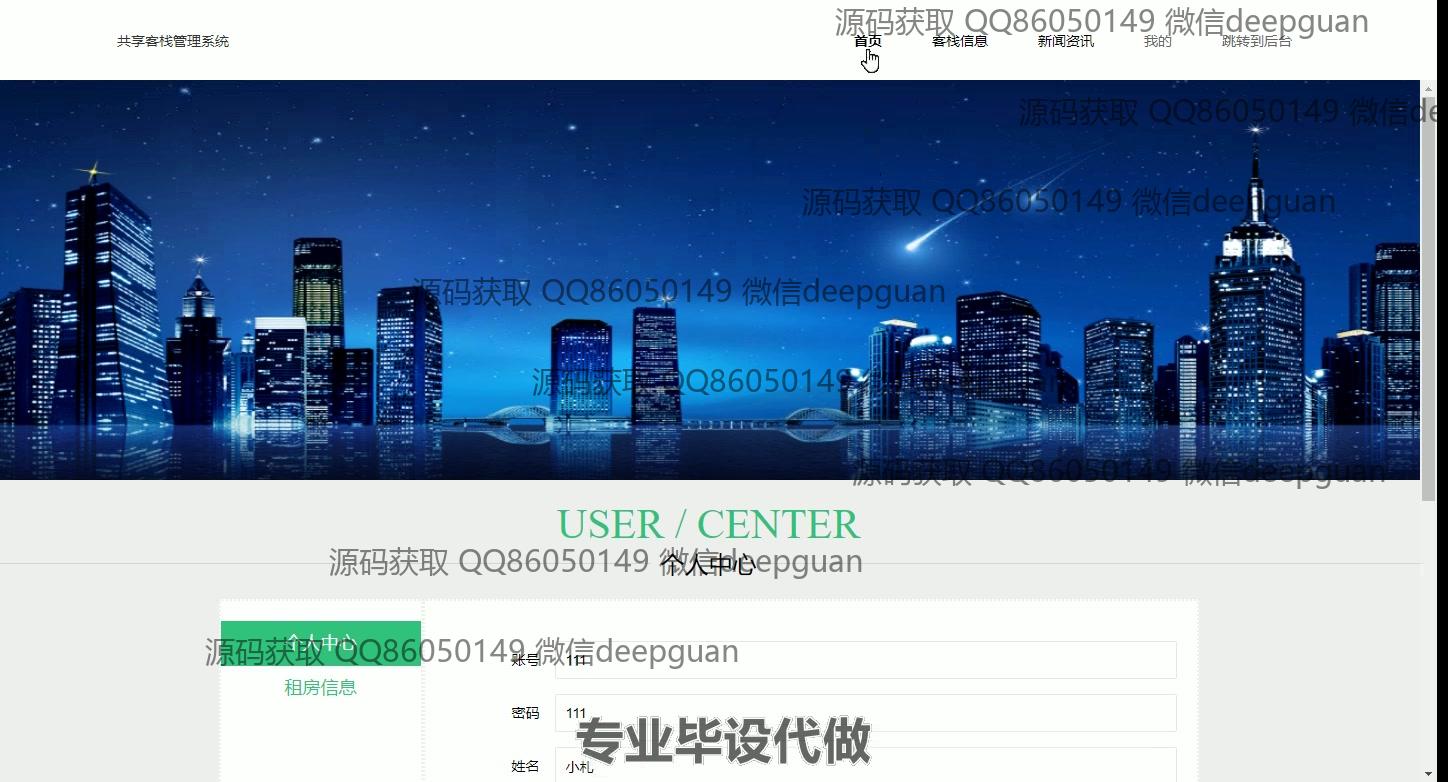 源码获取 QQ86050149 微信deepguan
共享客栈管理系统
首页 客栈信息 新闻资讯 我的 跳转到后台
源码获取 QQ86050149 微信de
源码获取 QQ86050149 微信deepguan
源码获取 QQ86050149 微信deepguan
源码获取 QQ86050149
源码获取 QQ86050149 微信deepguan
USER / CENTER
源码获取 QQ86050149 微信deepguan
个人中心
个人中心
源码获取 QQ86050149 微信deepguan
账号 111
租房信息
密码 111
专业毕设代做
姓名 小札